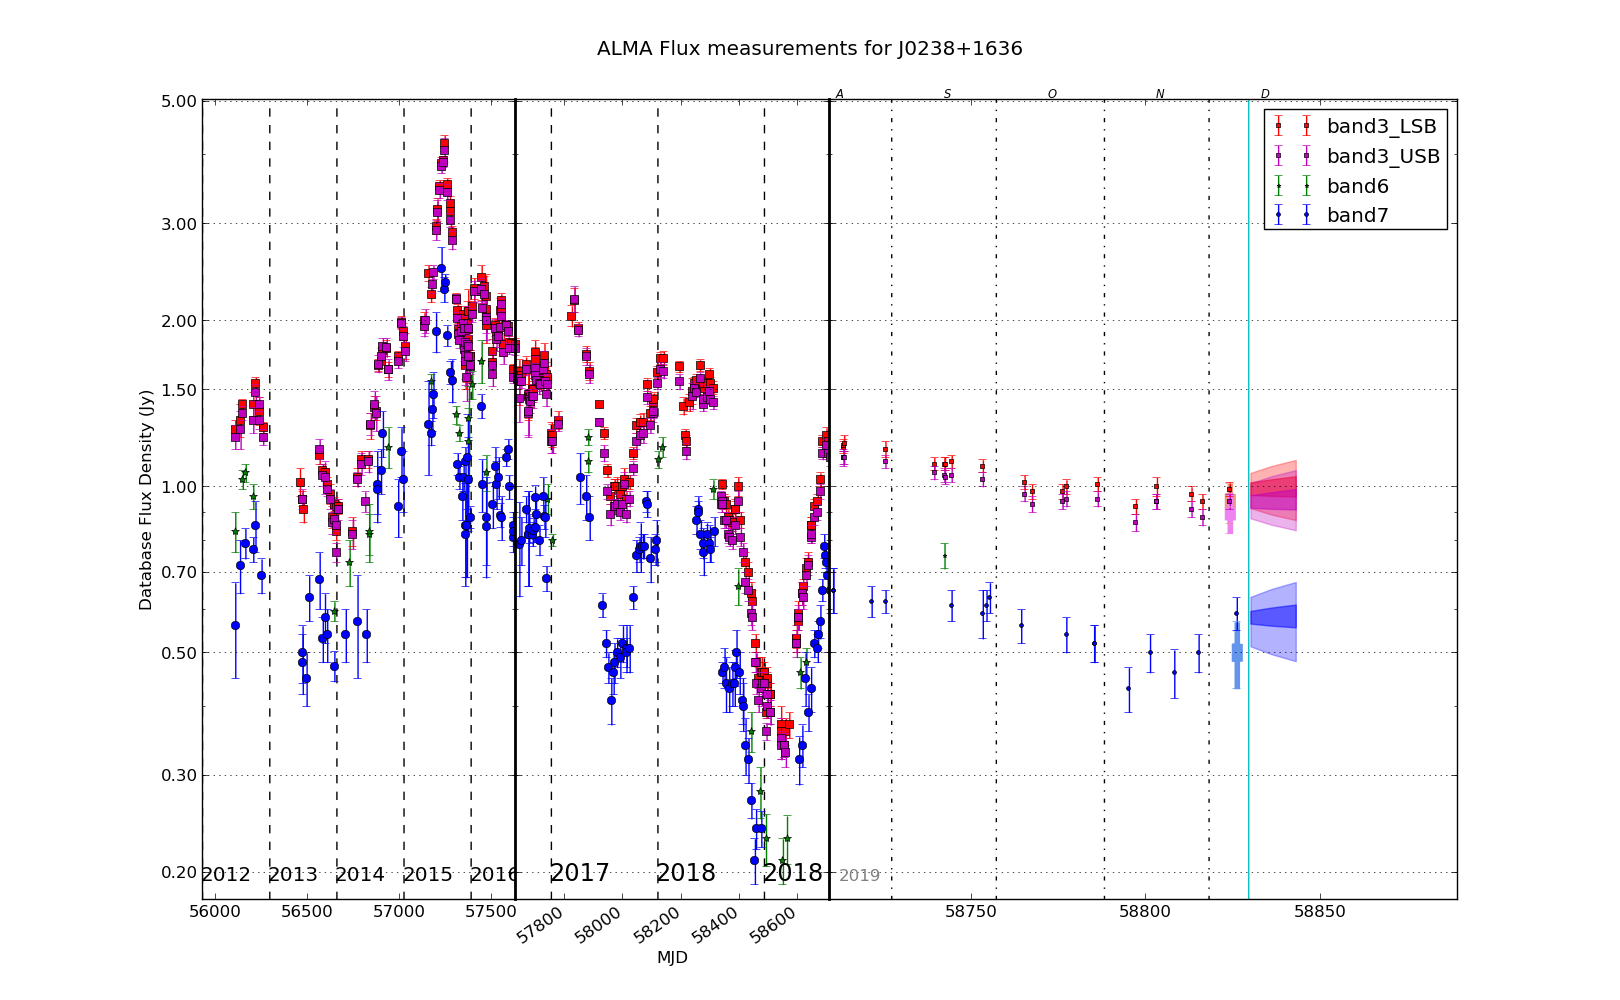 ALMA Flux measurements for J0238+1636
A S O N D
5.00
3.00
2.00
1.50
1.00
0.70
0.50
0.30
0.20
Database Flux Density (Jy)
band3_LSB
band3_USB
band6
band7
2012 2013 2014 2015 2016 2017 2018 2018 2019
56000 56500 57000 57500 57800 58000 58200 58400 58600 58750 58800 58850
MJD